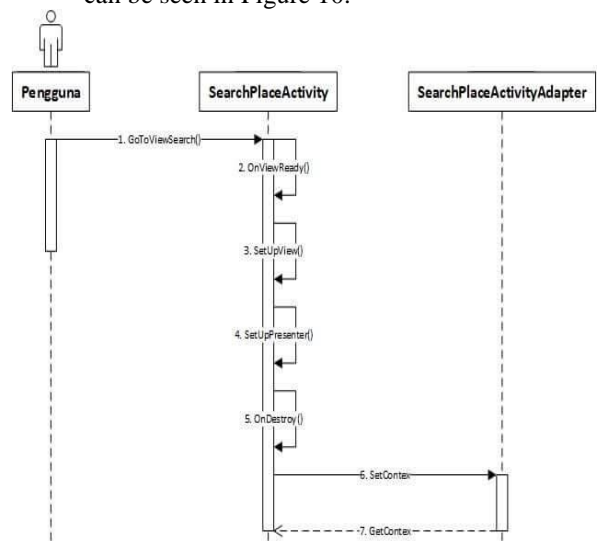 can be seen in Figure 10.
Pengguna
SearchPlaceActivity
SearchPlaceActivityAdapter
1. GoToViewSearch()
2. OnViewReady()
3. SetUpView()
4. SetUpPresenter()
5. OnDestroy()
6. SetContex
7. GetContex